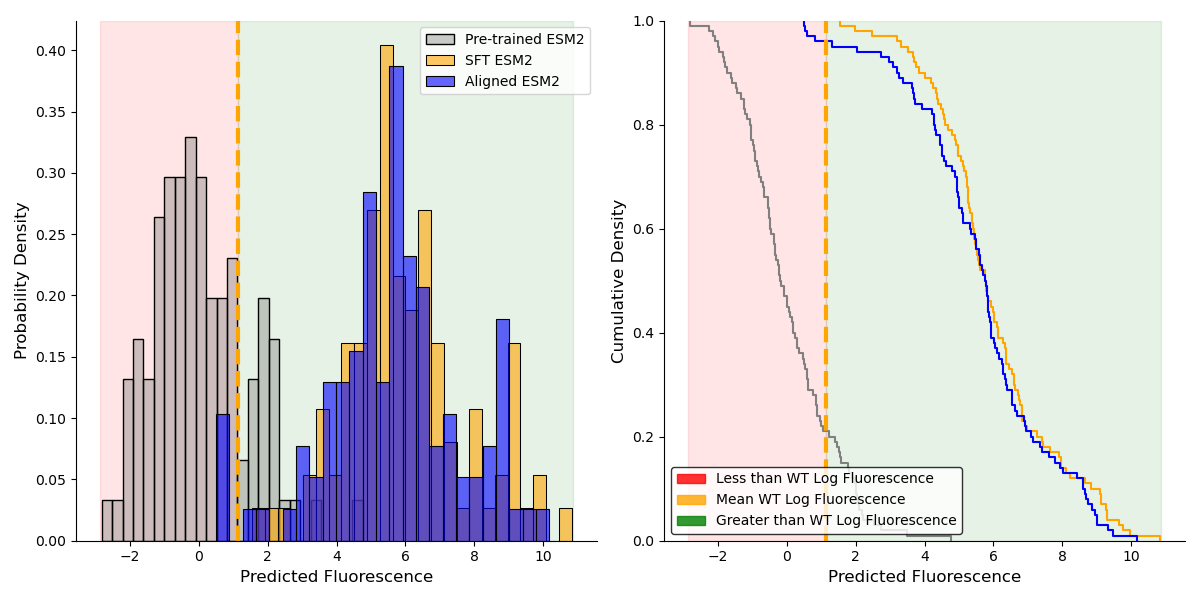 Pre-trained ESM2
SFT ESM2
Aligned ESM2
0.40
0.35
0.30
0.25
0.20
0.15
0.10
0.05
0.00
Probability Density
−2 0 2 4 6 8 10
Predicted Fluorescence
1.0
0.8
0.6
0.4
0.2
0.0
Cumulative Density
Less than WT Log Fluorescence
Mean WT Log Fluorescence
Greater than WT Log Fluorescence
−2 0 2 4 6 8 10
Predicted Fluorescence